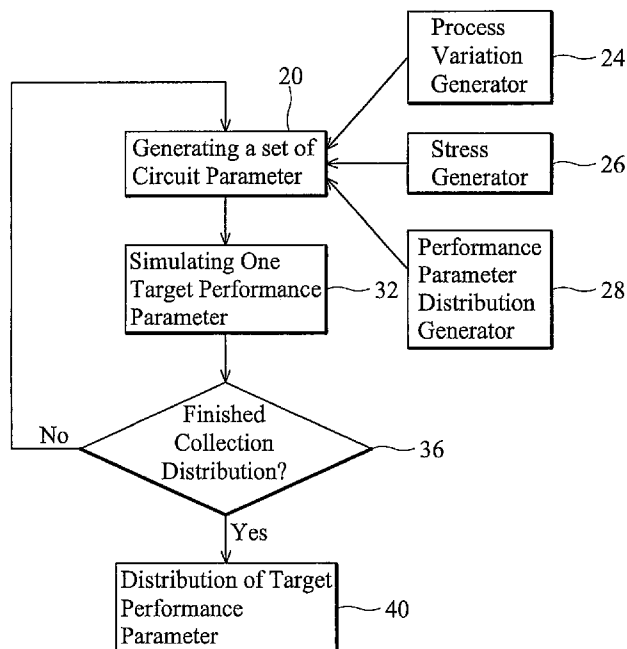 Process
Variation
Generator
24
20
Generating a set of
Circuit Parameter
Stress
Generator
26
Simulating One
Target Performance
Parameter
32
Performance
Parameter
Distribution
Generator
28
Finished
Collection
Distribution?
36
No
Yes
Distribution of Target
Performance
Parameter
40